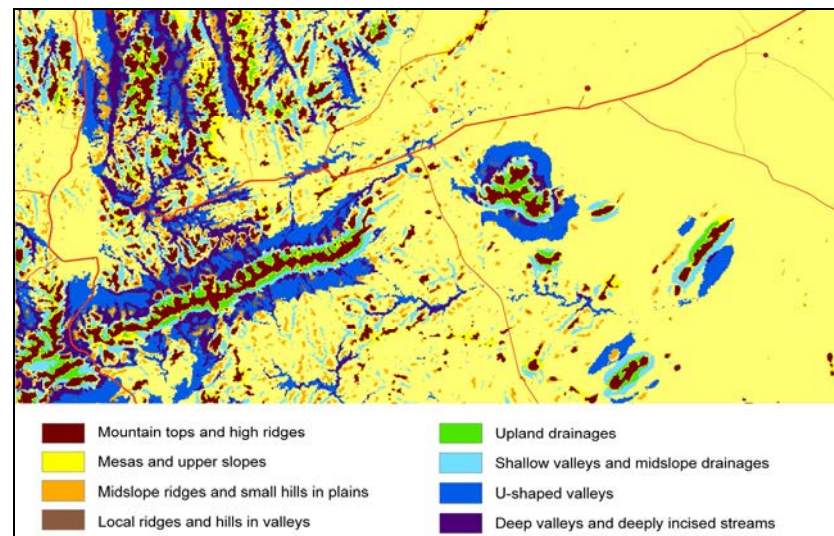 Mountain tops and high ridges
Mesas and upper slopes
Midslope ridges and small hills in plains
Local ridges and hills in valleys
Upland drainages
Shallow valleys and midslope drainages
U-shaped valleys
Deep valleys and deeply incised streams